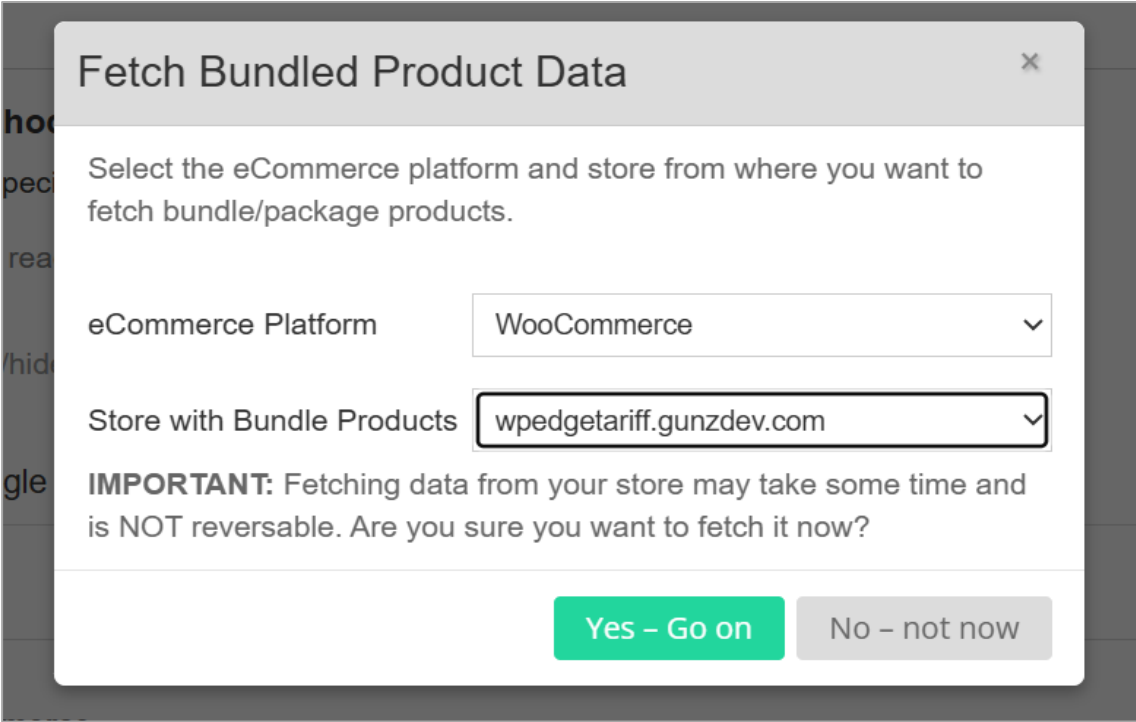 Fetch Bundled Product Data
×
Select the eCommerce platform and store from where you want to
fetch bundle/package products.
eCommerce Platform
WooCommerce
Store with Bundle Products
wpedgetariff.gunzdev.com
IMPORTANT: Fetching data from your store may take some time and
is NOT reversable. Are you sure you want to fetch it now?
Yes – Go on
No – not now